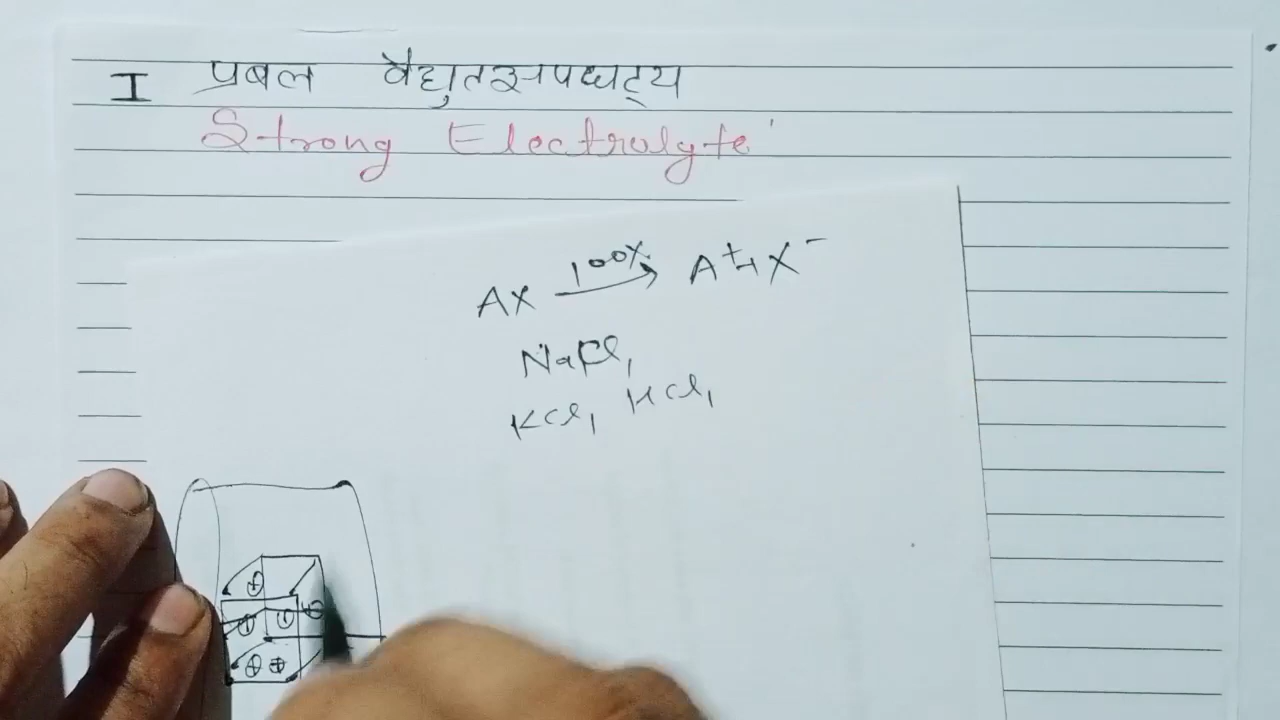 I प्रबल वैद्युतअपघट्य
Strong Electrolyte
AX 100% → A⁺ + X⁻
NaCl,
KCl, HCl,